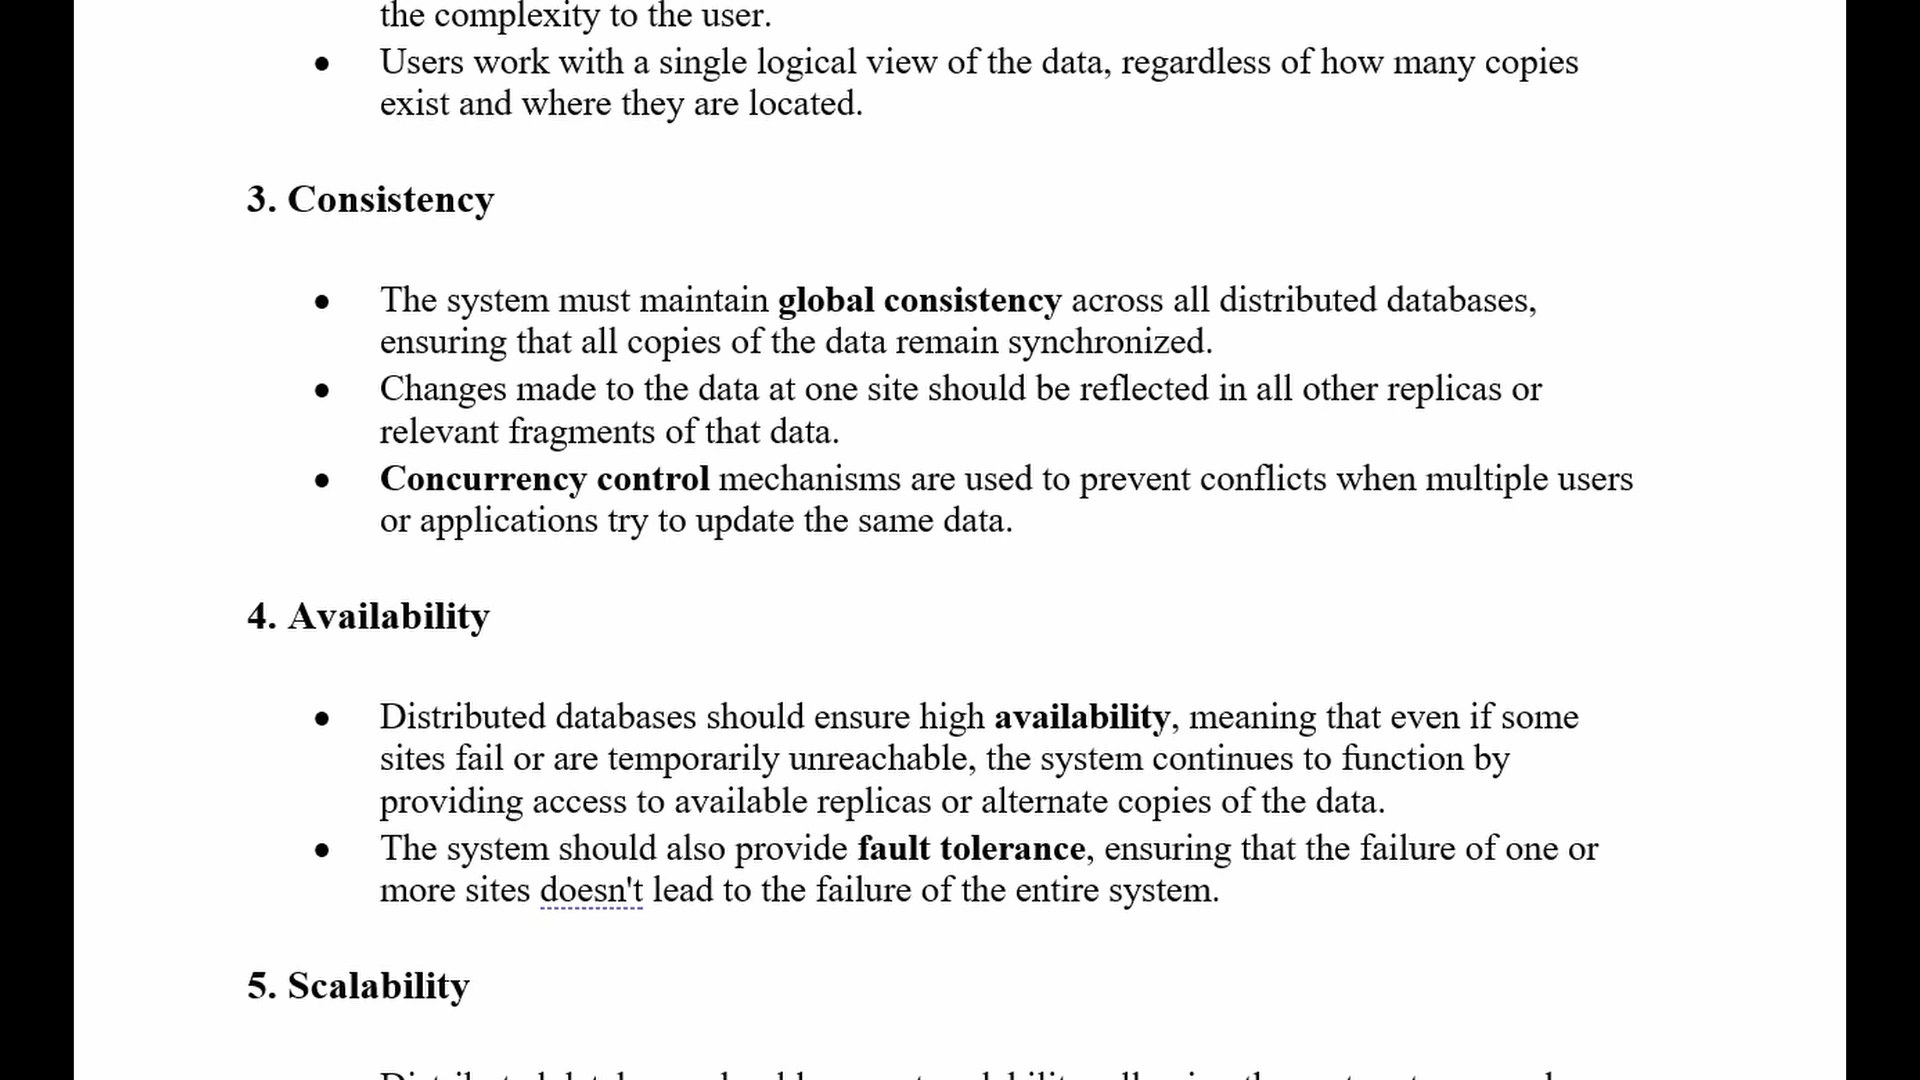 the complexity to the user.
● Users work with a single logical view of the data, regardless of how many copies
exist and where they are located.
3. Consistency
● The system must maintain global consistency across all distributed databases,
ensuring that all copies of the data remain synchronized.
● Changes made to the data at one site should be reflected in all other replicas or
relevant fragments of that data.
● Concurrency control mechanisms are used to prevent conflicts when multiple users
or applications try to update the same data.
4. Availability
● Distributed databases should ensure high availability, meaning that even if some
sites fail or are temporarily unreachable, the system continues to function by
providing access to available replicas or alternate copies of the data.
● The system should also provide fault tolerance, ensuring that the failure of one or
more sites doesn't lead to the failure of the entire system.
5. Scalability